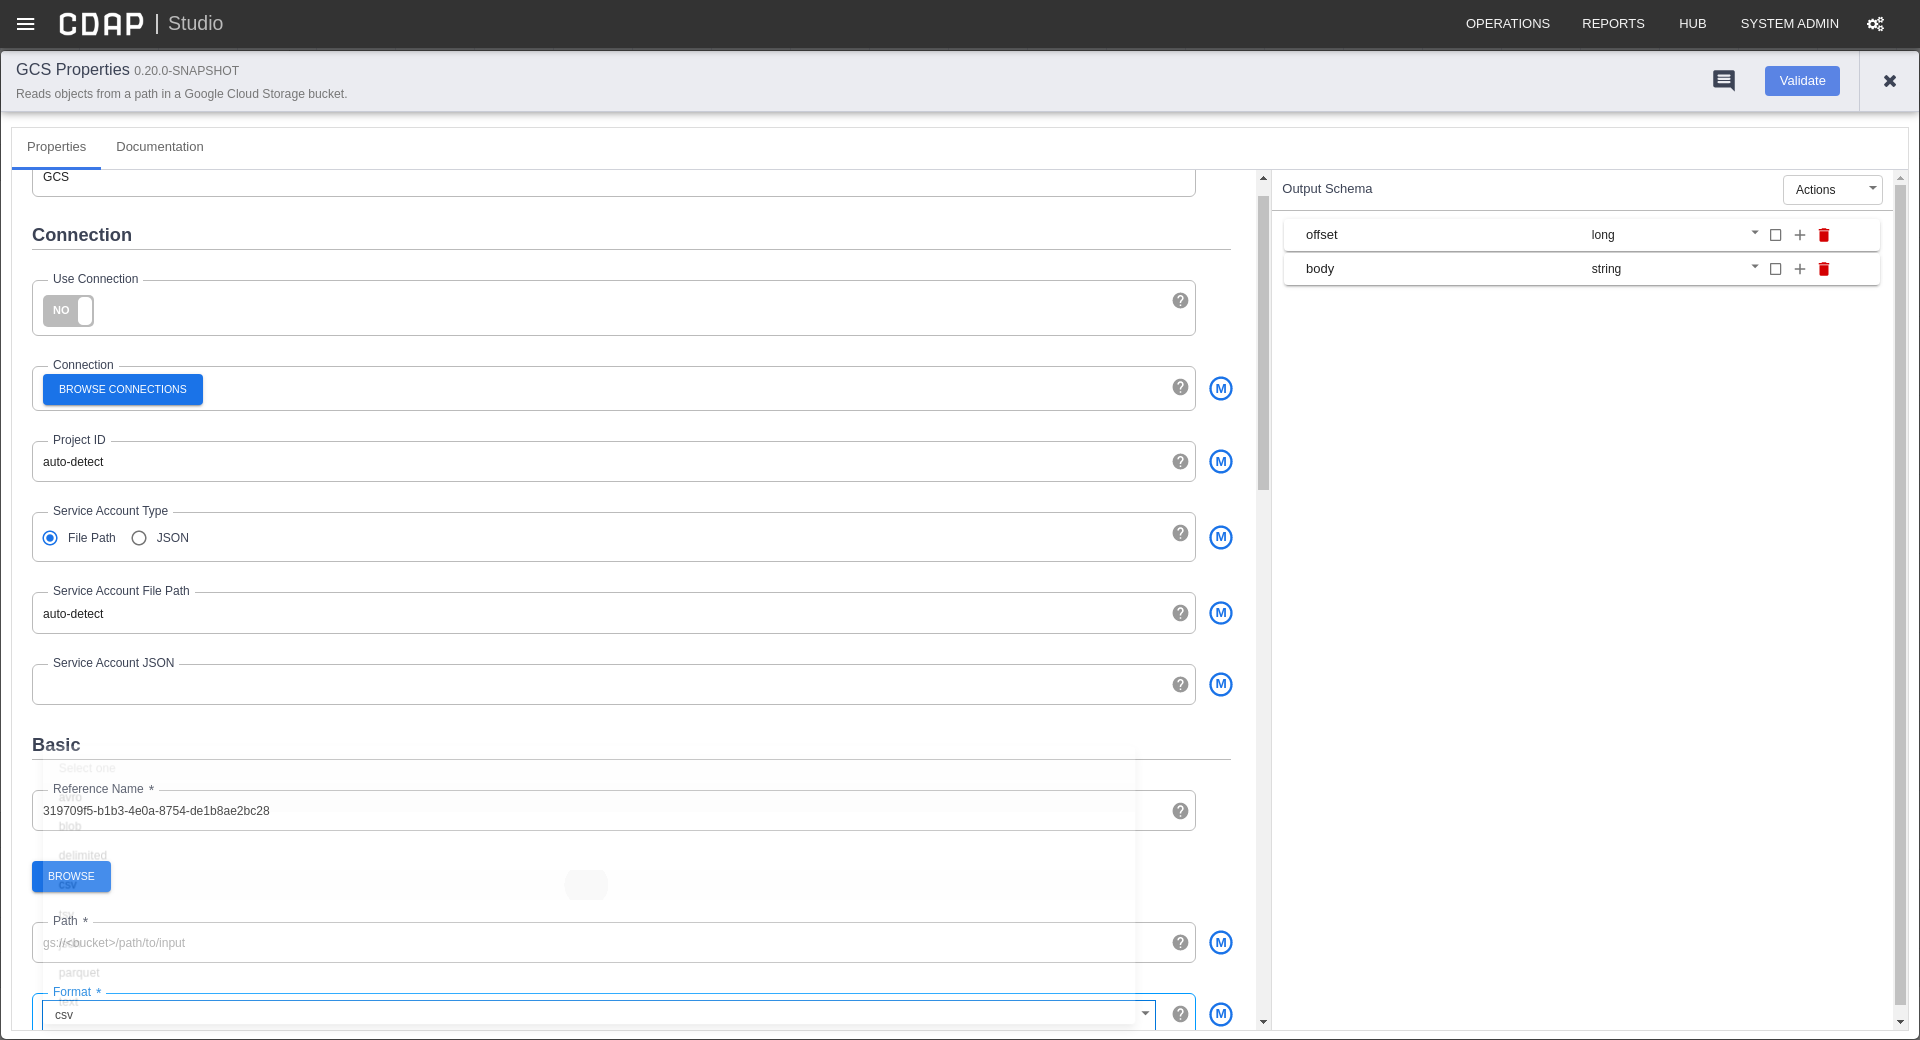 CDAP | Studio OPERATIONS REPORTS HUB SYSTEM ADMIN
GCS Properties 0.20.0-SNAPSHOT
Reads objects from a path in a Google Cloud Storage bucket.
Validate
Properties Documentation
GCS
Connection
Use Connection
NO
Connection
BROWSE CONNECTIONS
M
Project ID
auto-detect
M
Service Account Type
File Path JSON
M
Service Account File Path
auto-detect
M
Service Account JSON
M
Basic
Select one
Reference Name *
avro
319709f5-b1b3-4e0a-8754-de1b8ae2bc28
blob
delimited
BROWSE
csv
Path *
gs://<bucket>/path/to/input
M
parquet
Format *
text
csv
M
Output Schema
Actions
offset long
body string